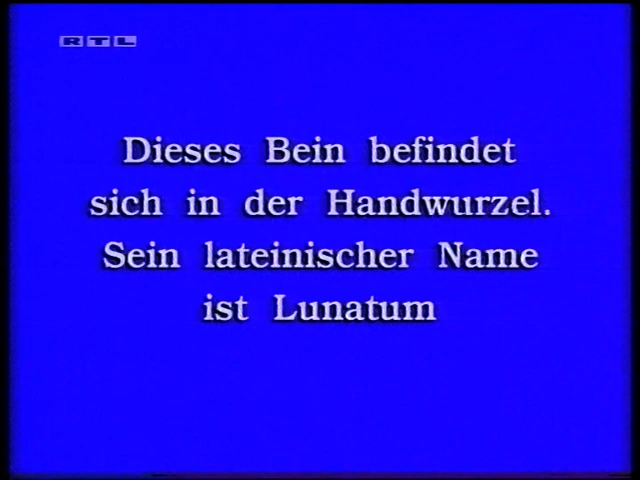 RTL
Dieses Bein befindet
sich in der Handwurzel.
Sein lateinischer Name
ist Lunatum